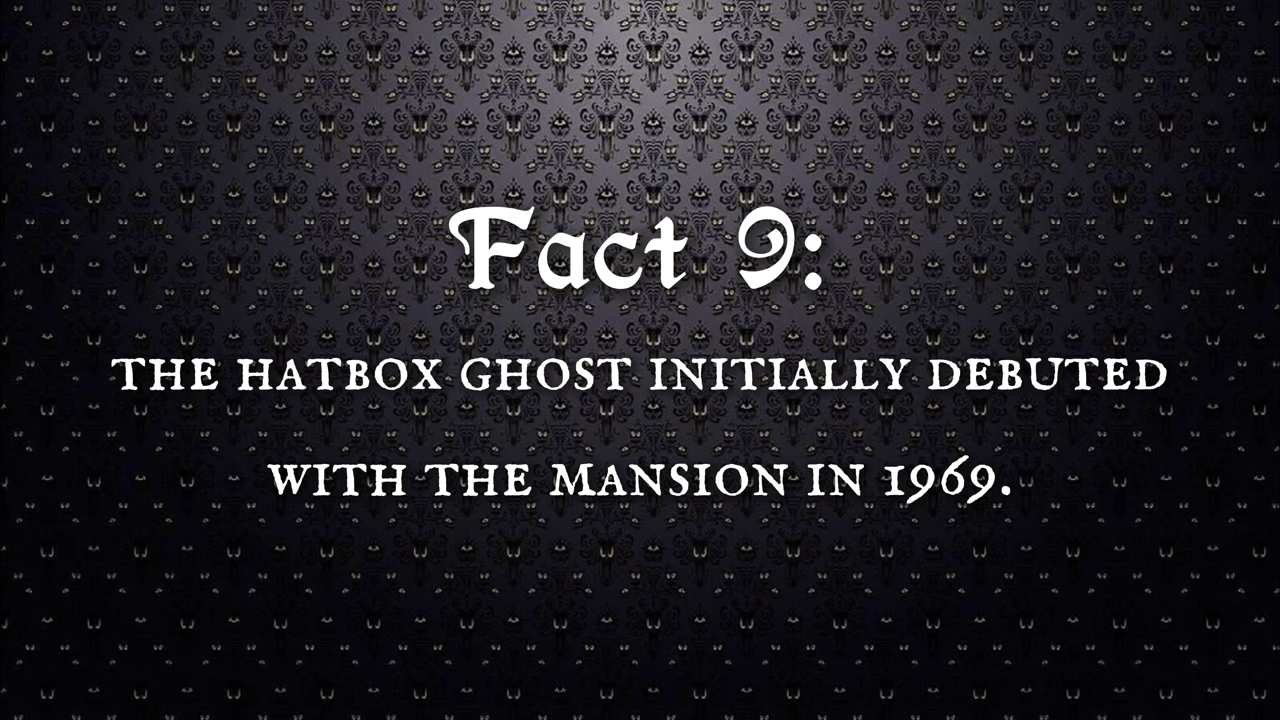 Fact 9:
THE HATBOX GHOST INITIALLY DEBUTED
WITH THE MANSION IN 1969.